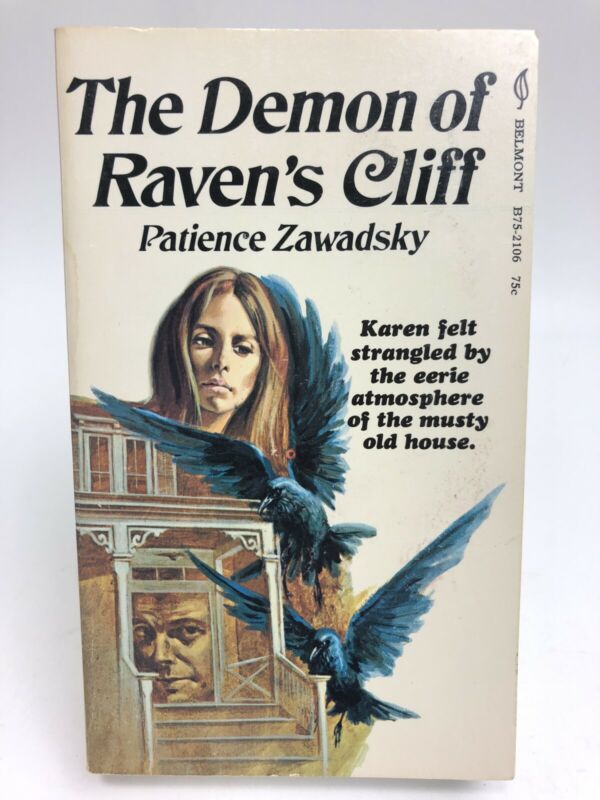 The Demon of
Raven's Cliff
Patience Zawadsky
BELMONT B75-2106 75c
Karen felt
strangled by
the eerie
atmosphere
of the musty
old house.